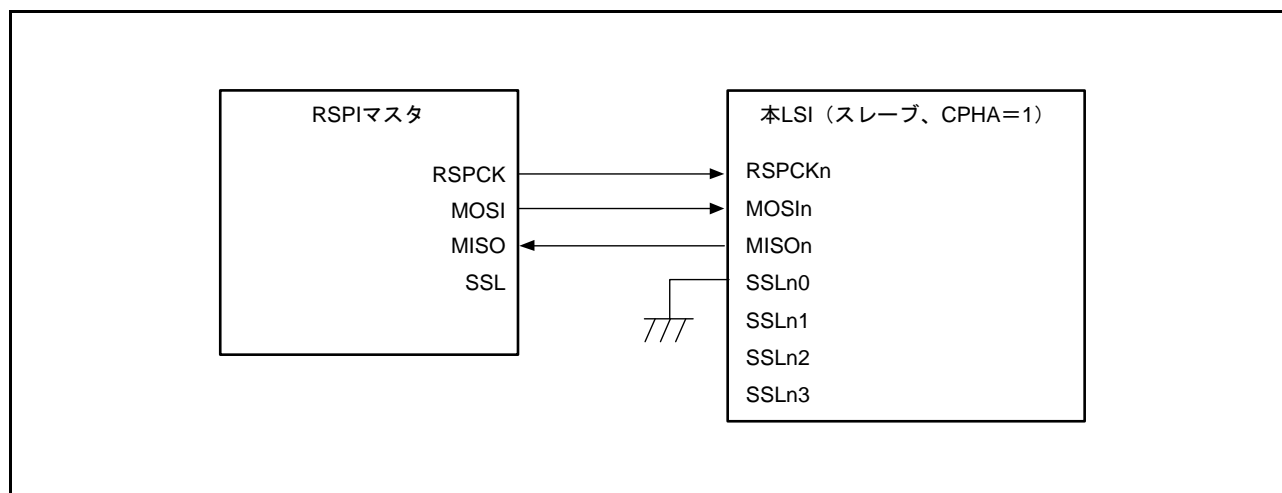 RSPIマスタ
RSPCK
MOSI
MISO
SSL
本LSI（スレーブ、CPHA＝1）
RSPCKn
MOSIn
MISOn
SSLn0
SSLn1
SSLn2
SSLn3